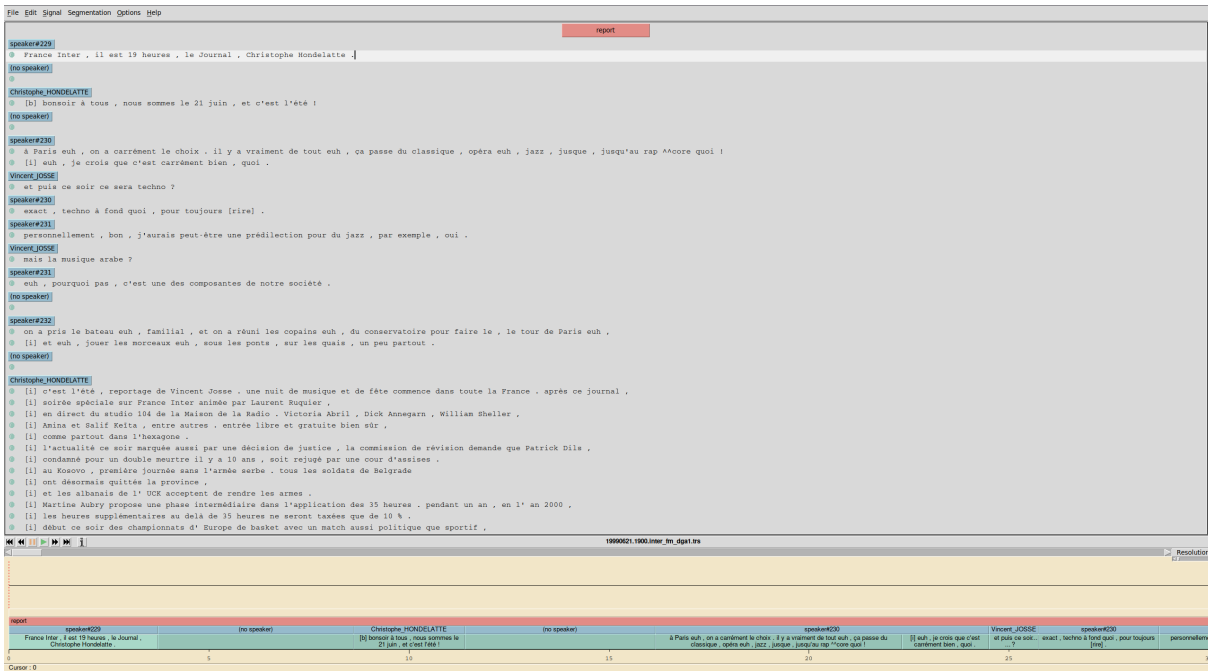 File Edit Signal Segmentation Options Help
report
speaker#229
France Inter , il est 19 heures , le Journal , Christophe Hondelatte .
(no speaker)
Christophe_HONDELATTE
[b] bonsoir à tous , nous sommes le 21 juin , et c'est l'été !
(no speaker)
speaker#230
à Paris euh , on a carrément le choix . il y a vraiment de tout euh , ça passe du classique , opéra euh , jazz , jusque , jusqu'au rap ^^core quoi !
[i] euh , je crois que c'est carrément bien , quoi .
Vincent_JOSSE
et puis ce soir ce sera techno ?
speaker#230
exact , techno à fond quoi , pour toujours [rire] .
speaker#231
personnellement , bon , j'aurais peut-être une prédilection pour du jazz , par exemple , oui .
Vincent_JOSSE
mais la musique arabe ?
speaker#231
euh , pourquoi pas , c'est une des composantes de notre société .
(no speaker)
speaker#232
on a pris le bateau euh , familial , et on a réuni les copains euh , du conservatoire pour faire le , le tour de Paris euh ,
[i] et euh , jouer les morceaux euh , sous les ponts , sur les quais , un peu partout .
(no speaker)
Christophe_HONDELATTE
[i] c'est l'été , reportage de Vincent Josse . une nuit de musique et de fête commence dans toute la France . après ce journal ,
[i] soirée spéciale sur France Inter animée par Laurent Ruquier ,
[i] en direct du studio 104 de la Maison de la Radio . Victoria Abril , Dick Annegarn , William Sheller ,
[i] Amina et Salif Keïta , entre autres . entrée libre et gratuite bien sûr ,
[i] comme partout dans l'hexagone .
[i] l'actualité ce soir marquée aussi par une décision de justice , la commission de révision demande que Patrick Dils ,
[i] condamné pour un double meurtre il y a 10 ans , soit rejugé par une cour d'assises .
[i] au Kosovo , première journée sans l'armée serbe . tous les soldats de Belgrade
[i] ont désormais quittés la province ,
[i] et les albanais de l' UCK acceptent de rendre les armes .
[i] Martine Aubry propose une phase intermédiaire dans l'application des 35 heures . pendant un an , en l' an 2000 ,
[i] les heures supplémentaires au delà de 35 heures ne seront taxées que de 10 % .
[i] début ce soir des championnats d' Europe de basket avec un match aussi politique que sportif ,
19990621.1900.inter_fm_dga1.trs
Resolution
report
speaker#229 (no speaker) Christophe_HONDELATTE (no speaker) speaker#230 Vincent_JOSSE speaker#230
France Inter , il est 19 heures , le Journal , Christophe Hondelatte . [b] bonsoir à tous , nous sommes le 21 juin , et c'est l'été ! à Paris euh , on a carrément le choix . il y a vraiment de tout euh , ça passe du classique , opéra euh , jazz , jusque , jusqu'au rap ^^core quoi ! [i] euh , je crois que c'est carrément bien , quoi . et puis ce soir... ...? exact , techno à fond quoi , pour toujours [rire] . personnelleme
0 5 10 15 20 25
Cursor : 0